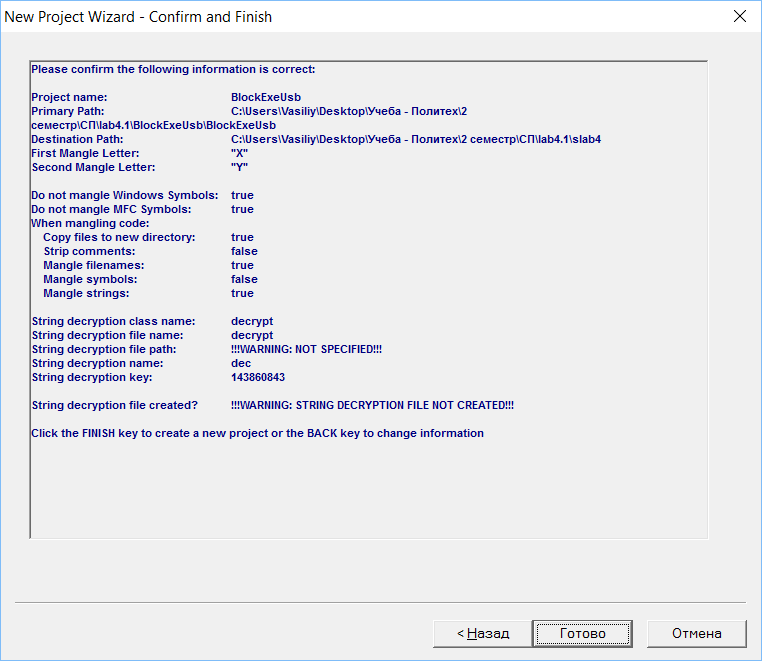 New Project Wizard - Confirm and Finish
Please confirm the following information is correct:
Project name: BlockExeUsb
Primary Path: C:\Users\Vasiliy\Desktop\Учеба - Политех\2
семестр\СП\lab4.1\BlockExeUsb\BlockExeUsb
Destination Path: C:\Users\Vasiliy\Desktop\Учеба - Политех\2 семестр\СП\lab4.1\slab4
First Mangle Letter: "X"
Second Mangle Letter: "Y"
Do not mangle Windows Symbols: true
Do not mangle MFC Symbols: true
When mangling code:
Copy files to new directory: true
Strip comments: false
Mangle filenames: true
Mangle symbols: false
Mangle strings: true
String decryption class name: decrypt
String decryption file name: decrypt
String decryption file path: !!!WARNING: NOT SPECIFIED!!!
String decryption name: dec
String decryption key: 143860843
String decryption file created? !!!WARNING: STRING DECRYPTION FILE NOT CREATED!!!
Click the FINISH key to create a new project or the BACK key to change information
< Назад Готово Отмена